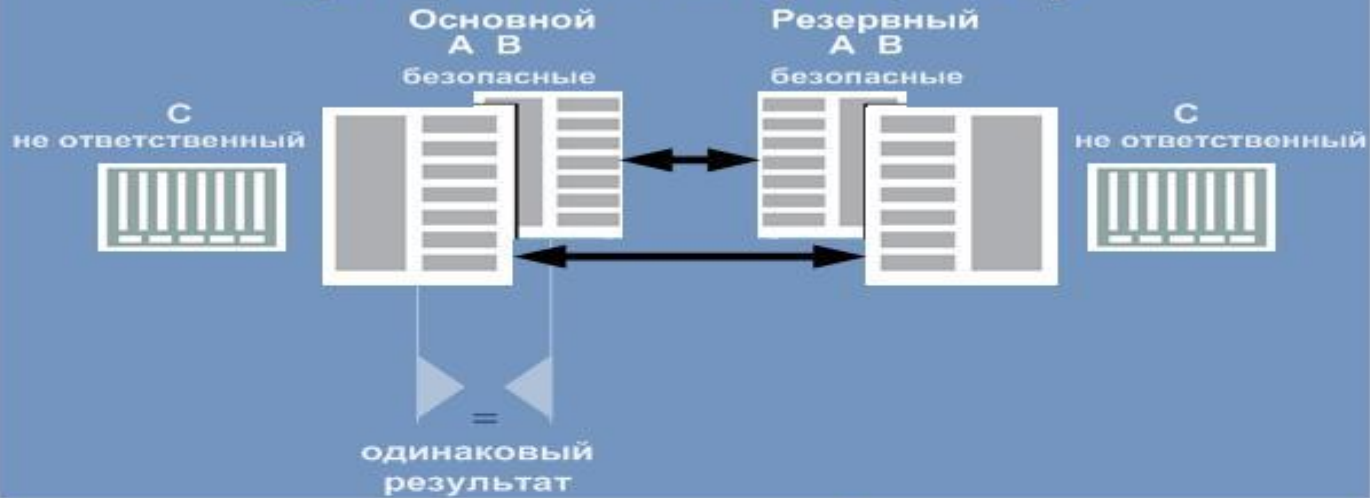 Основной
А В
безопасные
Резервный
А В
безопасные
С
не ответственный
С
не ответственный
=
одинаковый
результат